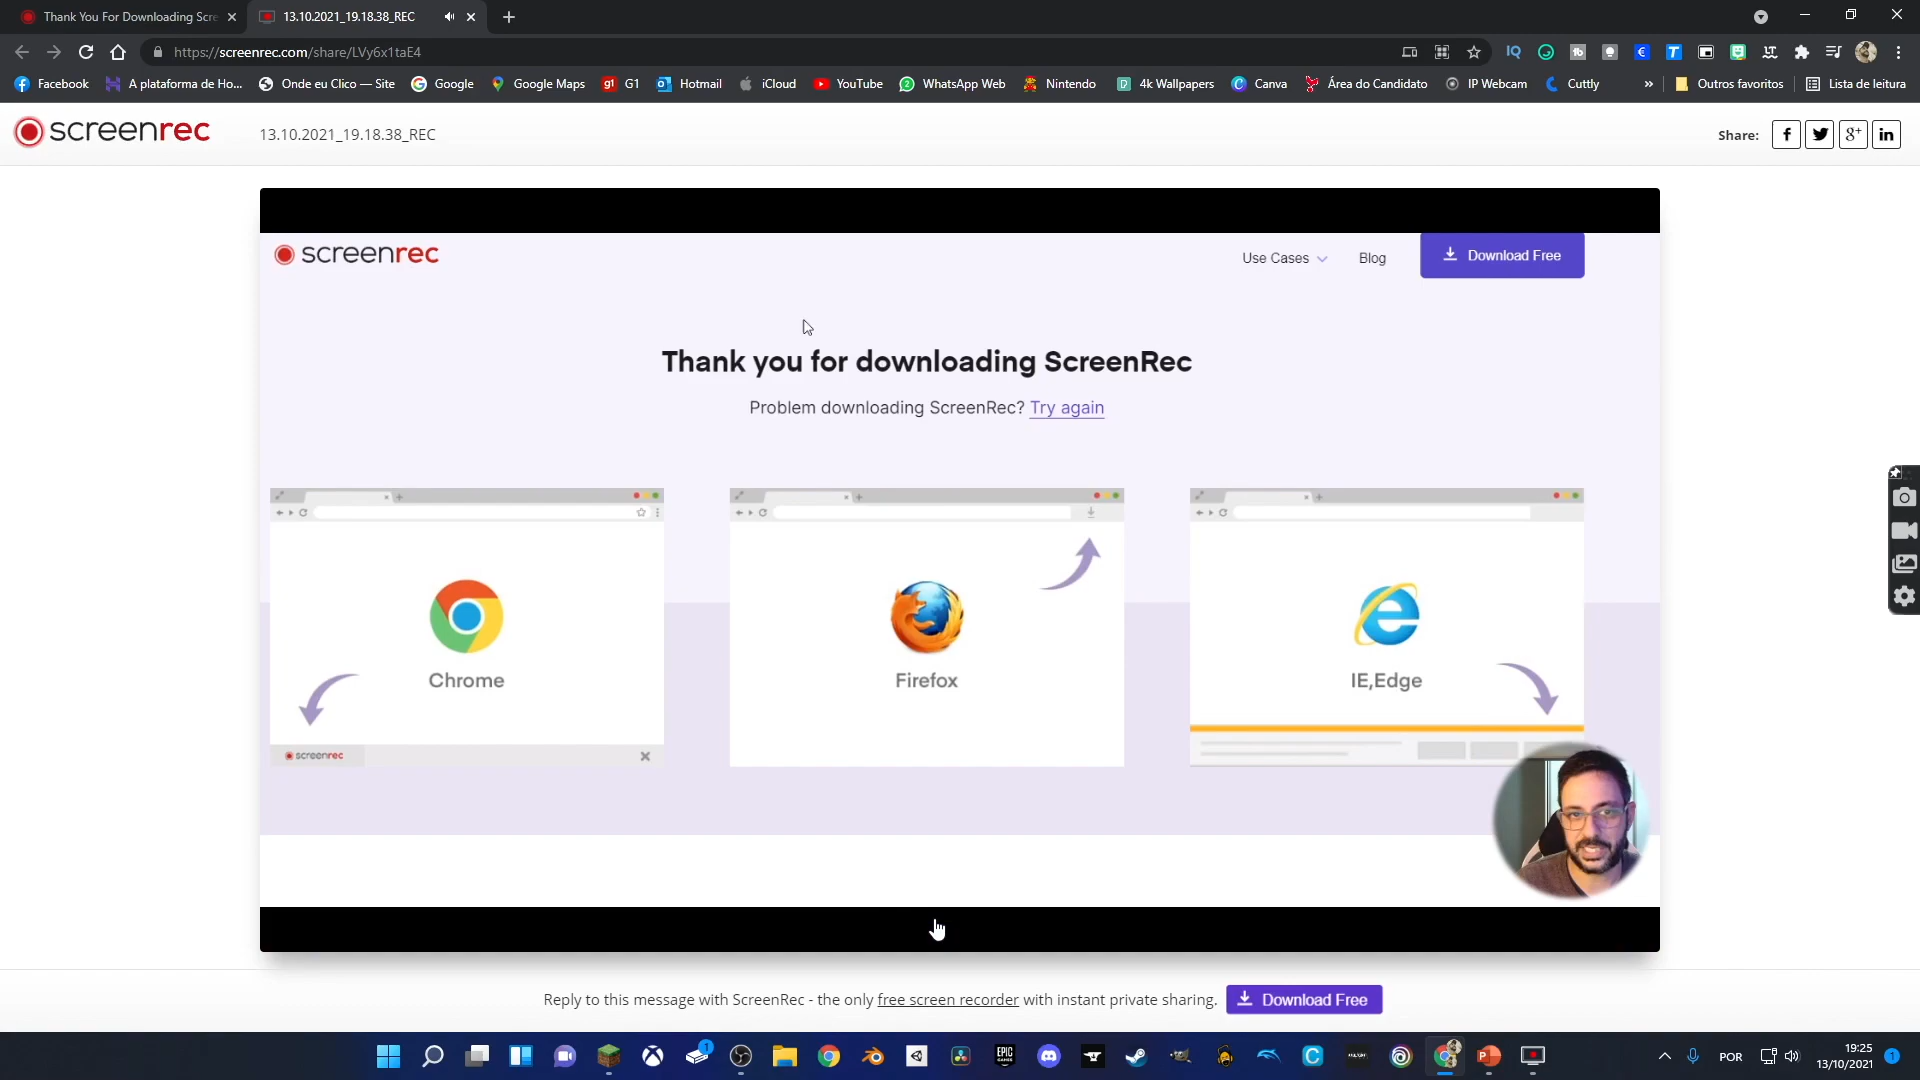 Thank You For Downloading Scre
13.10.2021_19.18.38_REC
https://screenrec.com/share/LVy6x1taE4
Facebook
A plataforma de Ho...
Onde eu Clico — Site
Google
Google Maps
g1 G1
Hotmail
iCloud
YouTube
WhatsApp Web
Nintendo
4k Wallpapers
Canva
Área do Candidato
IP Webcam
Cuttly
»
Outros favoritos
Lista de leitura
screenrec
13.10.2021_19.18.38_REC
Share:
screenrec
Use Cases
Blog
Download Free
Thank you for downloading ScreenRec
Problem downloading ScreenRec? Try again
Chrome
Firefox
IE,Edge
screenrec
Reply to this message with ScreenRec - the only free screen recorder with instant private sharing.
Download Free
POR
19:25
13/10/2021
1